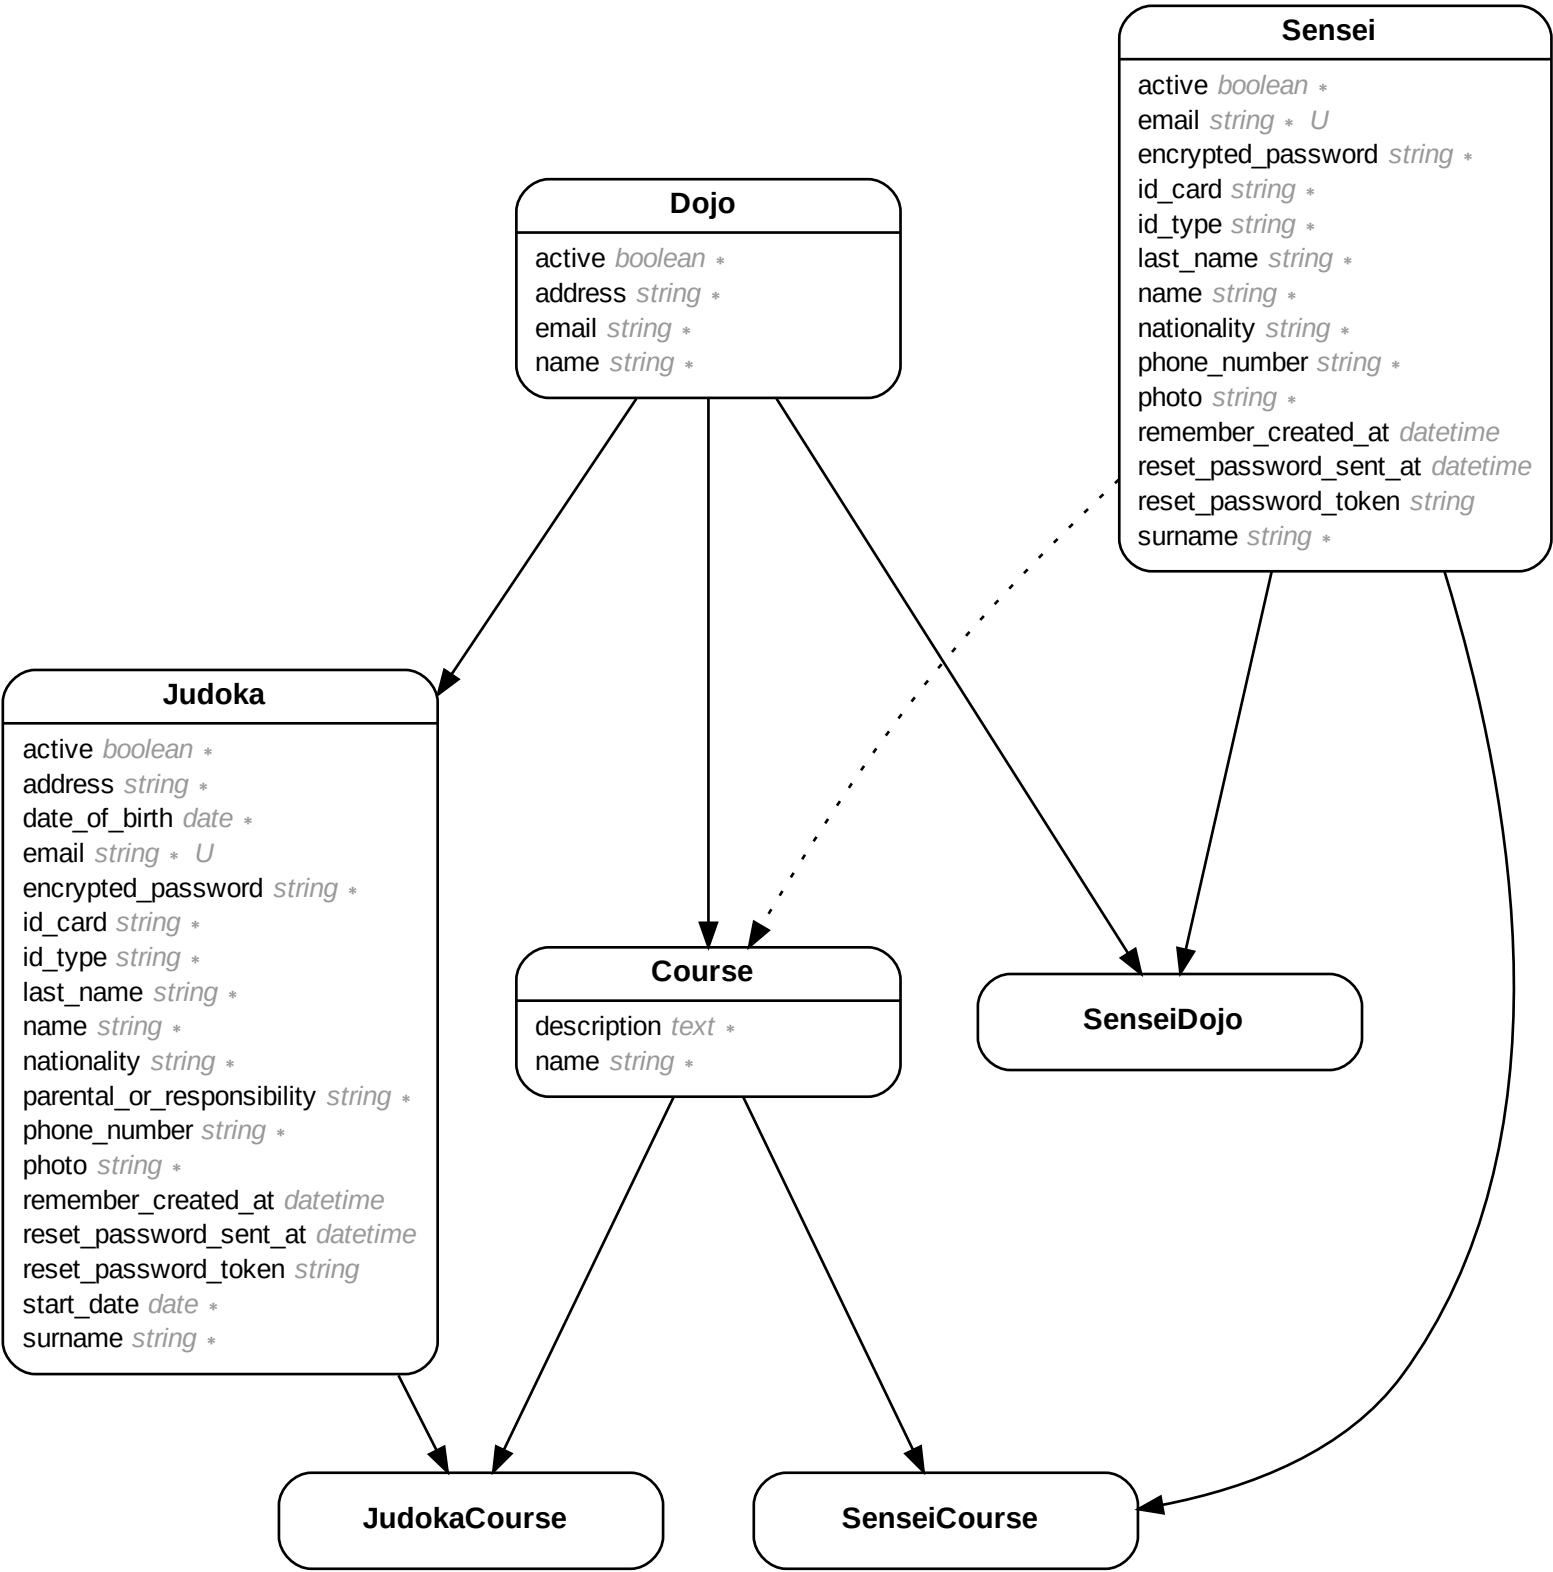 Sensei
active boolean *
email string * U
encrypted_password string *
id_card string *
id_type string *
last_name string *
name string *
nationality string *
phone_number string *
photo string *
remember_created_at datetime
reset_password_sent_at datetime
reset_password_token string
surname string *
Dojo
active boolean *
address string *
email string *
name string *
Judoka
active boolean *
address string *
date_of_birth date *
email string * U
encrypted_password string *
id_card string *
id_type string *
last_name string *
name string *
nationality string *
parental_or_responsibility string *
phone_number string *
photo string *
remember_created_at datetime
reset_password_sent_at datetime
reset_password_token string
start_date date *
surname string *
Course
description text *
name string *
SenseiDojo
JudokaCourse
SenseiCourse